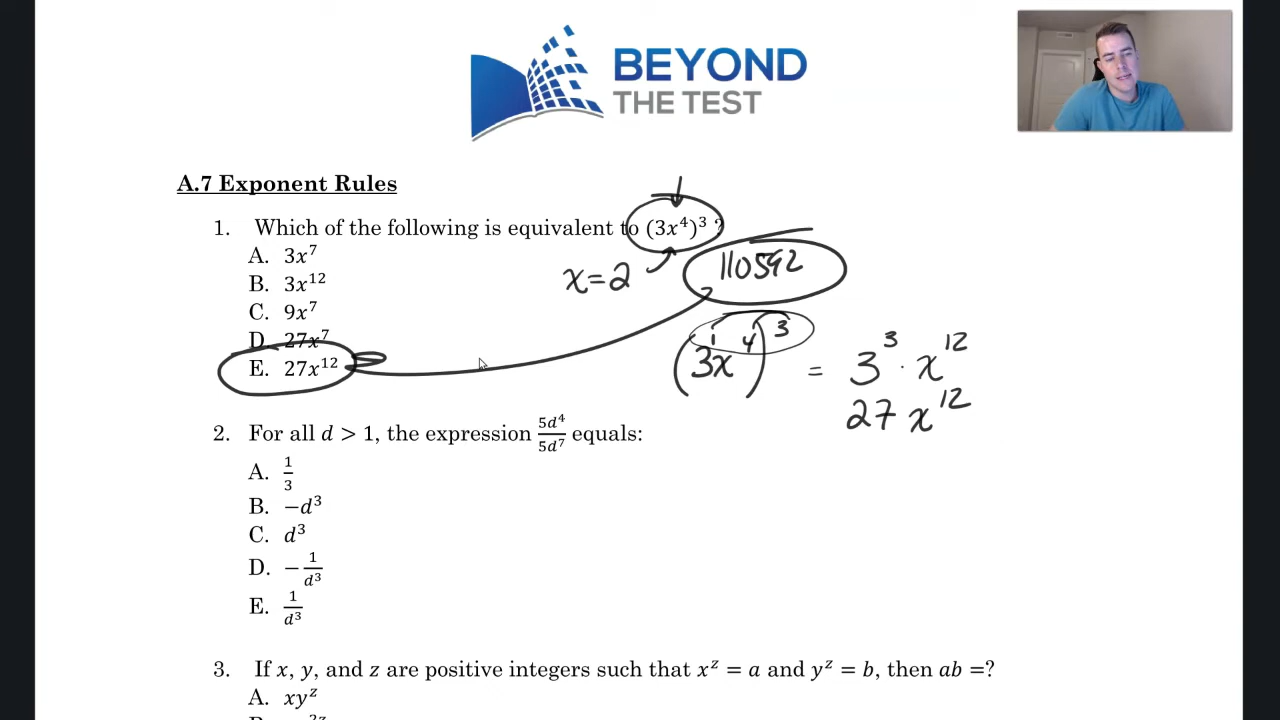 BEYOND
THE TEST
A.7 Exponent Rules
1. Which of the following is equivalent to (3x⁴)³ ?
A. 3x⁷
x=2
110592
B. 3x¹²
C. 9x⁷
D. 27x⁷
E. 27x¹²
(3¹x⁴)³ = 3³ · x¹²
27x¹²
2. For all d > 1, the expression 5d⁴/5d⁷ equals:
A. 1/3
B. −d³
C. d³
D. −1/d³
E. 1/d³
3. If x, y, and z are positive integers such that xᶻ = a and yᶻ = b, then ab =?
A. xyᶻ